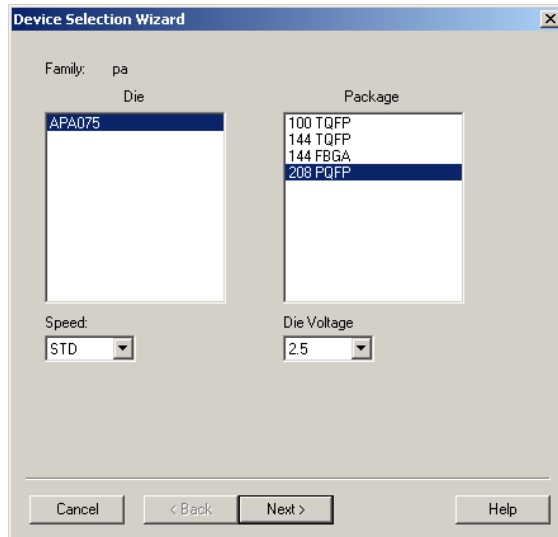 Device Selection Wizard
Family: pa
Die
Package
APA075
100 TQFP
144 TQFP
144 FBGA
208 PQFP
Speed:
Die Voltage
STD
2.5
Cancel
< Back
Next >
Help